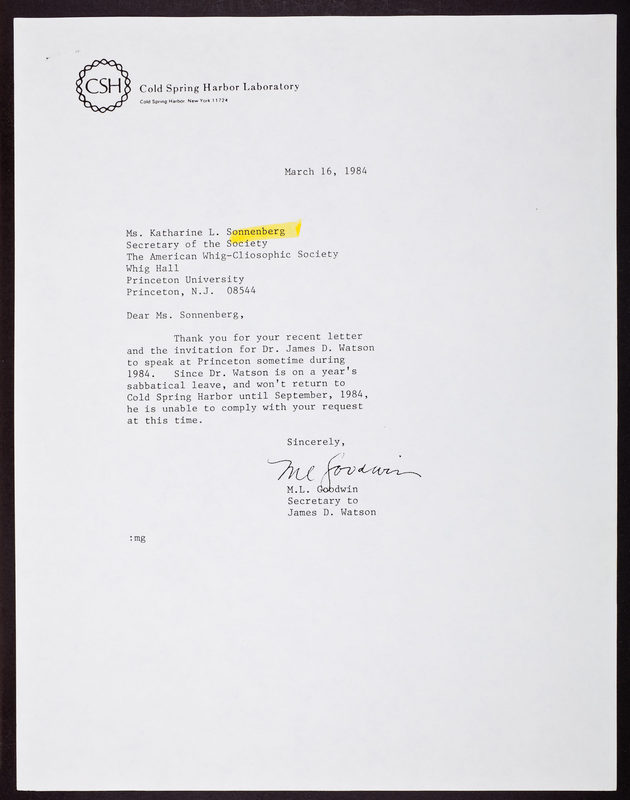 CSH
Cold Spring Harbor Laboratory
Cold Spring Harbor, New York 11724
March 16, 1984
Ms. Katharine L. Sonnenberg
Secretary of the Society
The American Whig-Cliosophic Society
Whig Hall
Princeton University
Princeton, N.J.  08544
Dear Ms. Sonnenberg,
Thank you for your recent letter
and the invitation for Dr. James D. Watson
to speak at Princeton sometime during
1984.  Since Dr. Watson is on a year's
sabbatical leave, and won't return to
Cold Spring Harbor until September, 1984,
he is unable to comply with your request
at this time.
Sincerely,
ML Goodwin
M.L. Goodwin
Secretary to
James D. Watson
:mg